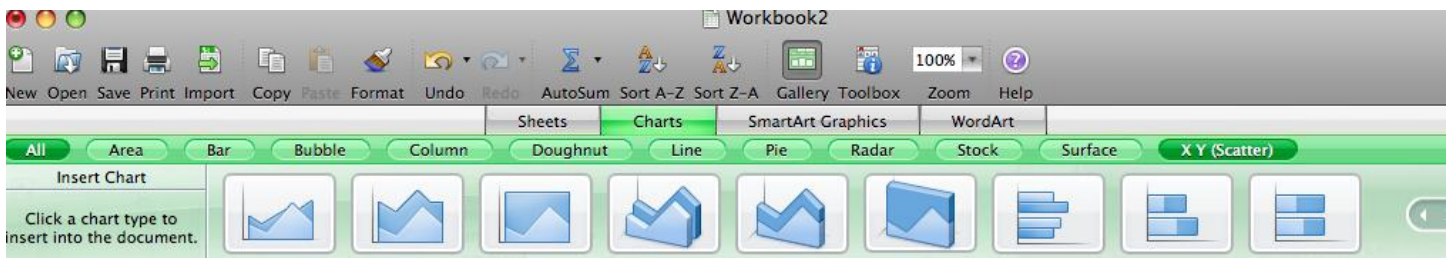 Workbook2
100%
New Open Save Print Import Copy Paste Format Undo Redo AutoSum Sort A-Z Sort Z-A Gallery Toolbox Zoom Help
Sheets Charts SmartArt Graphics WordArt
All Area Bar Bubble Column Doughnut Line Pie Radar Stock Surface X Y (Scatter)
Insert Chart
Click a chart type to
insert into the document.